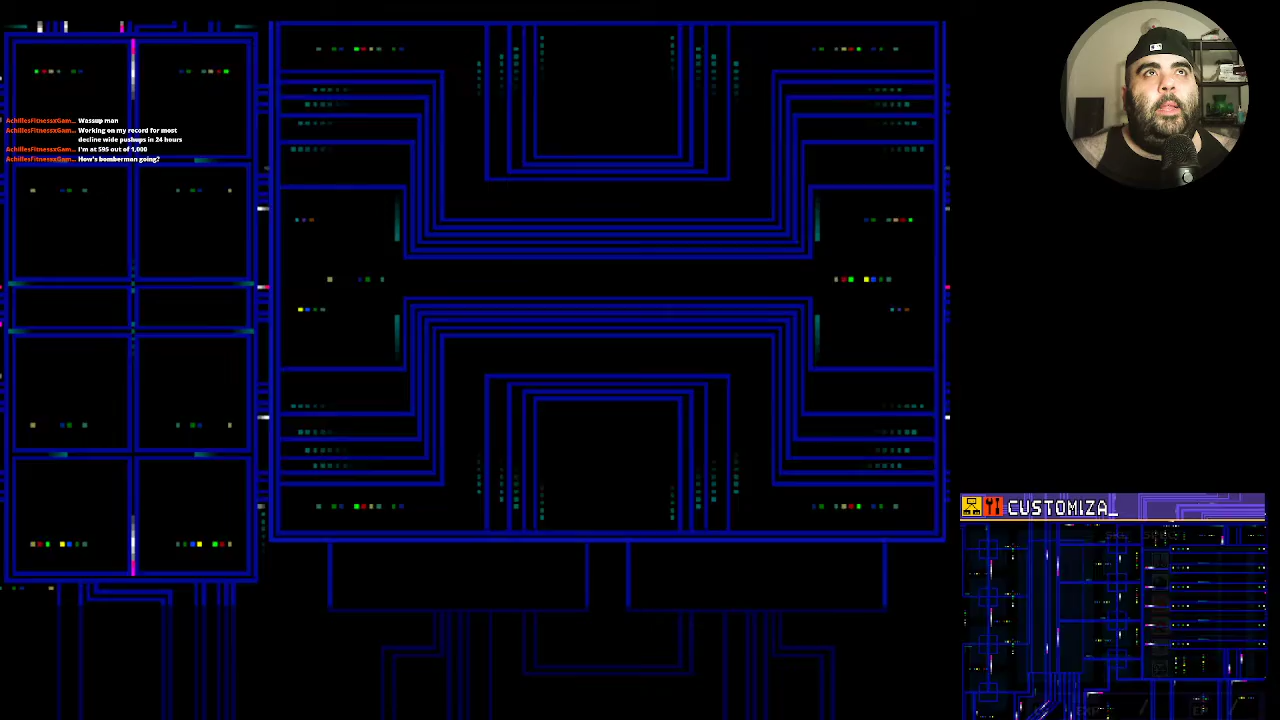 AchillesFitnessxGam... Wassup man
AchillesFitnessxGam... Working on my record for most
decline wide pushups in 24 hours
AchillesFitnessxGam... I'm at 595 out of 1,000
AchillesFitnessxGam... How's bomberman going?
CUSTOMIZA_